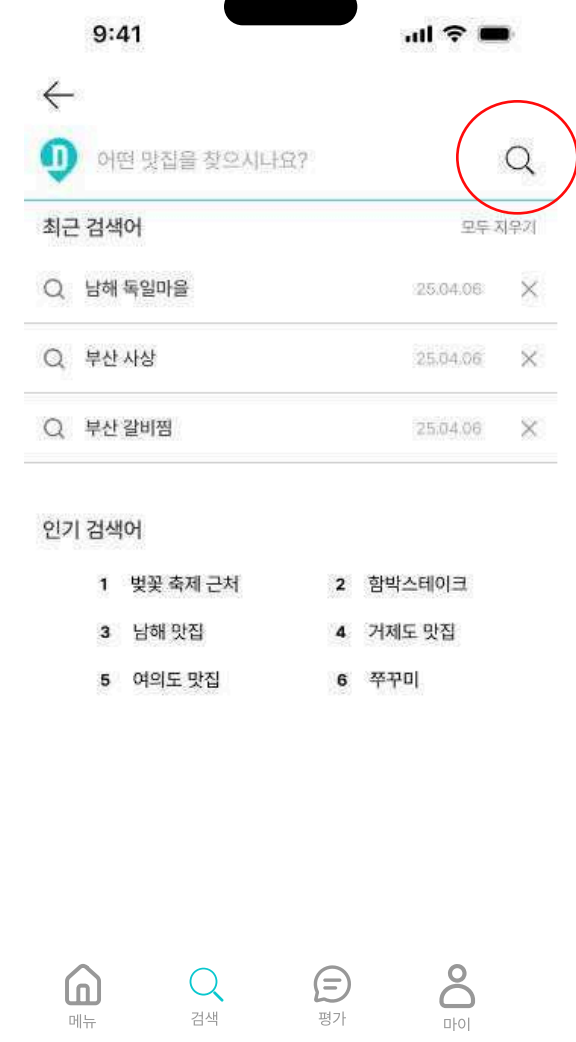 9:41
D 어떤 맛집을 찾으시나요?
최근 검색어 모두 지우기
남해 독일마을 25.04.06
부산 사상 25.04.06
부산 갈비찜 25.04.06
인기 검색어
1 벚꽃 축제 근처 2 함박스테이크
3 남해 맛집 4 거제도 맛집
5 여의도 맛집 6 쭈꾸미
메뉴 검색 평가 마이